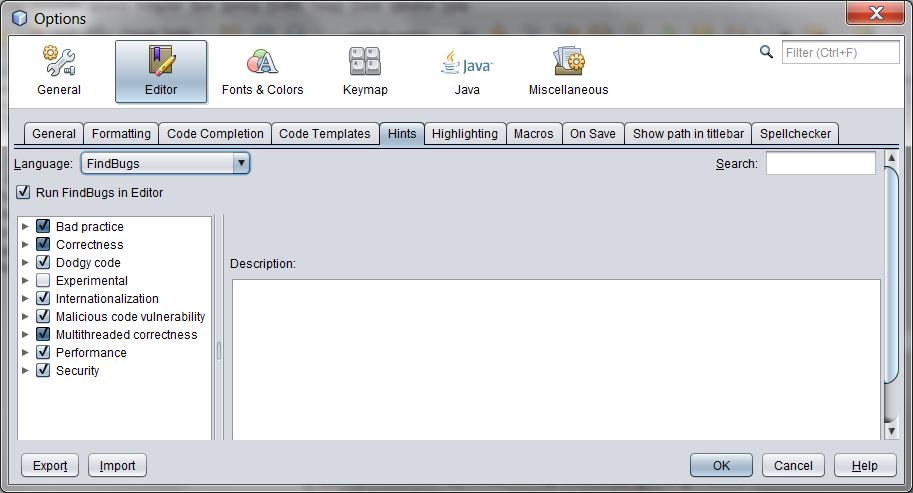 Options
Filter (Ctrl+F)
General
Editor
Fonts & Colors
Keymap
Java
Java
Miscellaneous
General
Formatting
Code Completion
Code Templates
Hints
Highlighting
Macros
On Save
Show path in titlebar
Spellchecker
Language: FindBugs
Search:
Run FindBugs in Editor
Bad practice
Correctness
Dodgy code
Experimental
Internationalization
Malicious code vulnerability
Multithreaded correctness
Performance
Security
Description:
Export
Import
OK
Cancel
Help